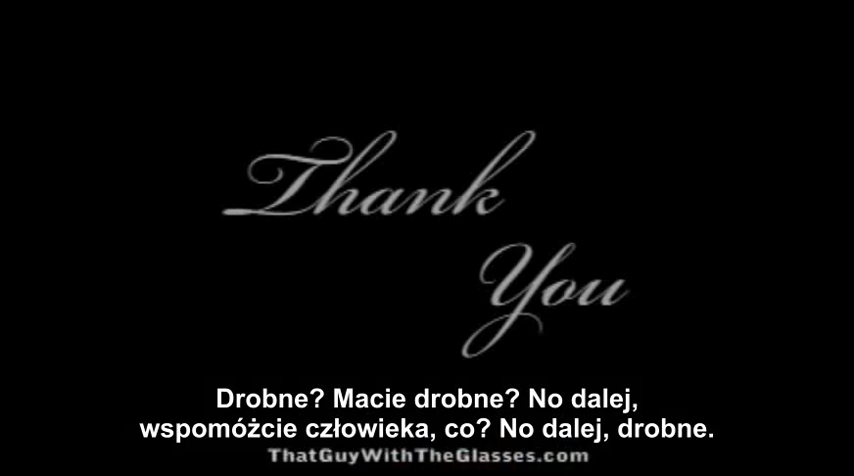 Thank
You
Drobne? Macie drobne? No dalej,
wspomóżcie człowieka, co? No dalej, drobne.
ThatGuyWithTheGlasses.com